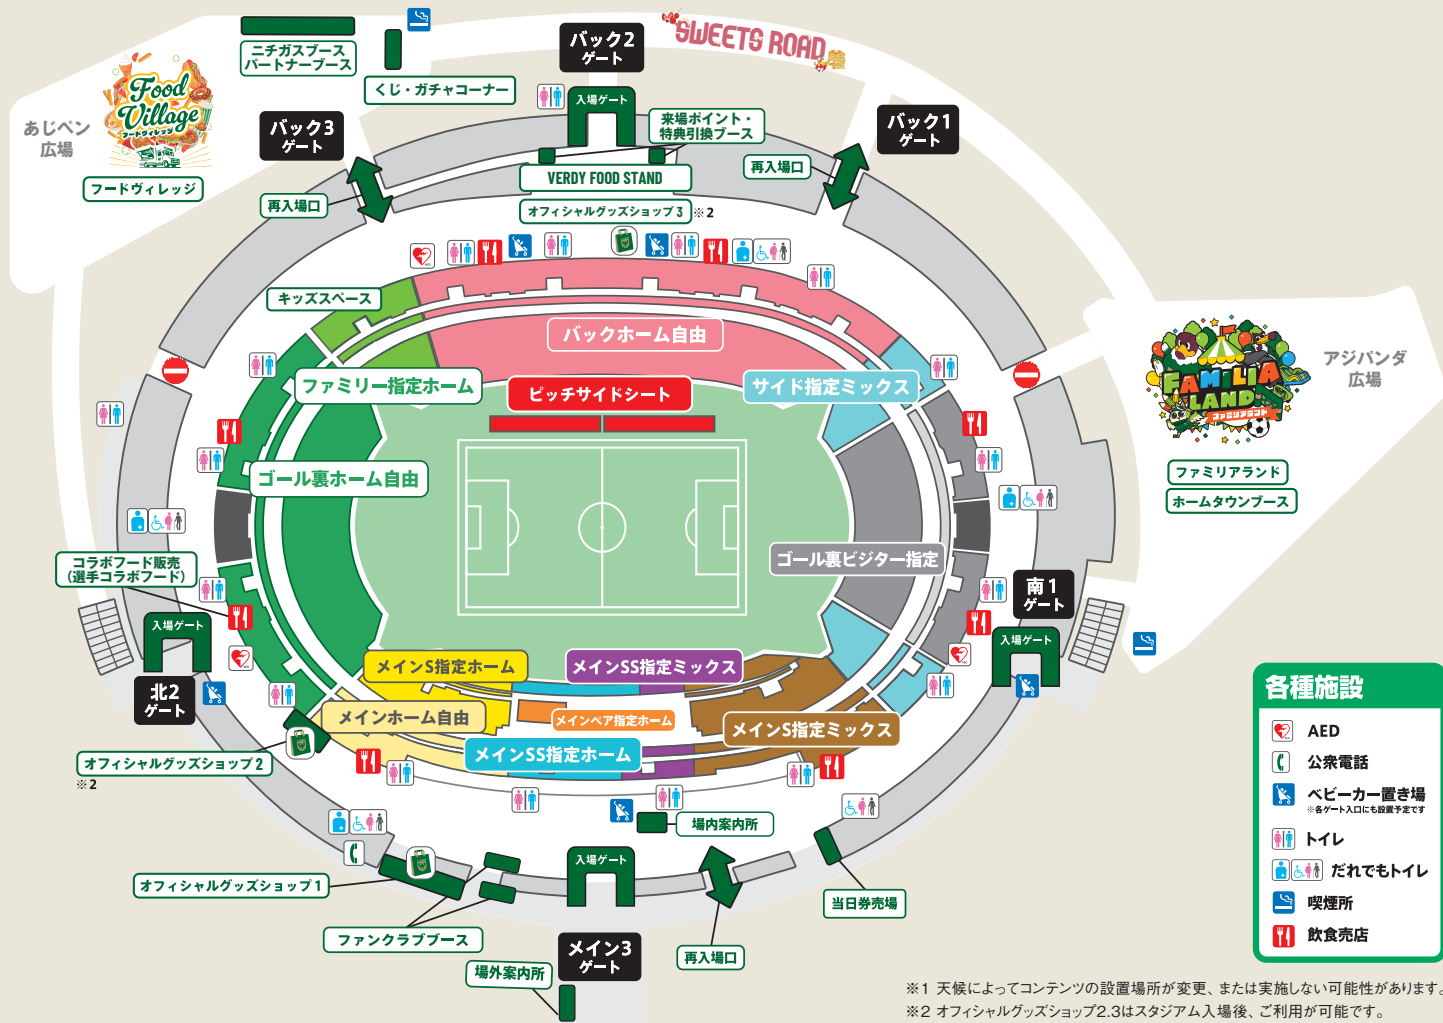 SWEETS ROAD
バック2
ゲート
ニチガスブース
パートナーブース
くじ・ガチャコーナー
入場ゲート
来場ポイント・
特典引換ブース
バック1
ゲート
バック3
ゲート
Food
Village
フードヴィレッジ
あじペン
広場
フードヴィレッジ
再入場口
再入場口
VERDY FOOD STAND
オフィシャルグッズショップ3
※2
キッズスペース
バックホーム自由
ファミリー指定ホーム
ピッチサイドシート
サイド指定ミックス
FAMILIA
LAND
ファミリアランド
アジパンダ
広場
ファミリアランド
ホームタウンブース
ゴール裏ホーム自由
ゴール裏ビジター指定
コラボフード販売
(選手コラボフード)
入場ゲート
北2
ゲート
南1
ゲート
入場ゲート
メインS指定ホーム
メインSS指定ミックス
メインホーム自由
メインペア指定ホーム
メインS指定ミックス
メインSS指定ホーム
オフィシャルグッズショップ2
※2
場内案内所
入場ゲート
オフィシャルグッズショップ1
ファンクラブブース
当日券売場
再入場口
メイン3
ゲート
場外案内所
各種施設
AED
公衆電話
ベビーカー置き場
※各ゲート入口にも設置予定です
トイレ
だれでもトイレ
喫煙所
飲食売店
※1 天候によってコンテンツの設置場所が変更、または実施しない可能性があります。
※2 オフィシャルグッズショップ2.3はスタジアム入場後、ご利用が可能です。